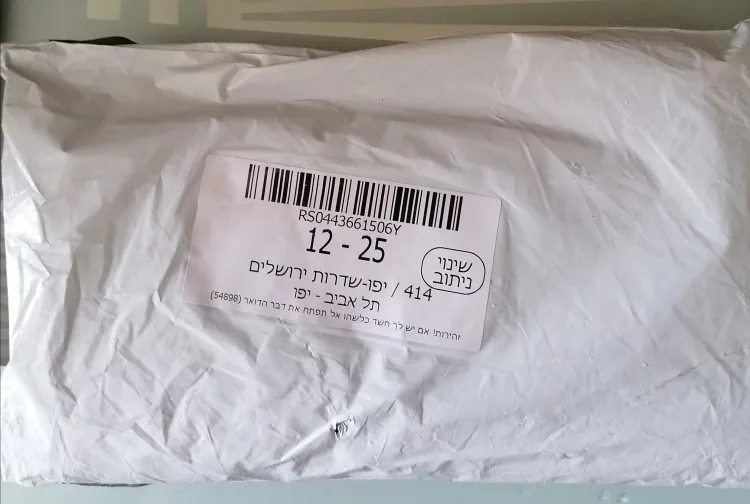 RS0443661506Y
12 - 25
שינוי
ניתוב
414 / יפו-שדרות ירושלים
תל אביב - יפו
זהירות! אם יש לך חשד כלשהו אל תפתח את דבר הדואר (54898)